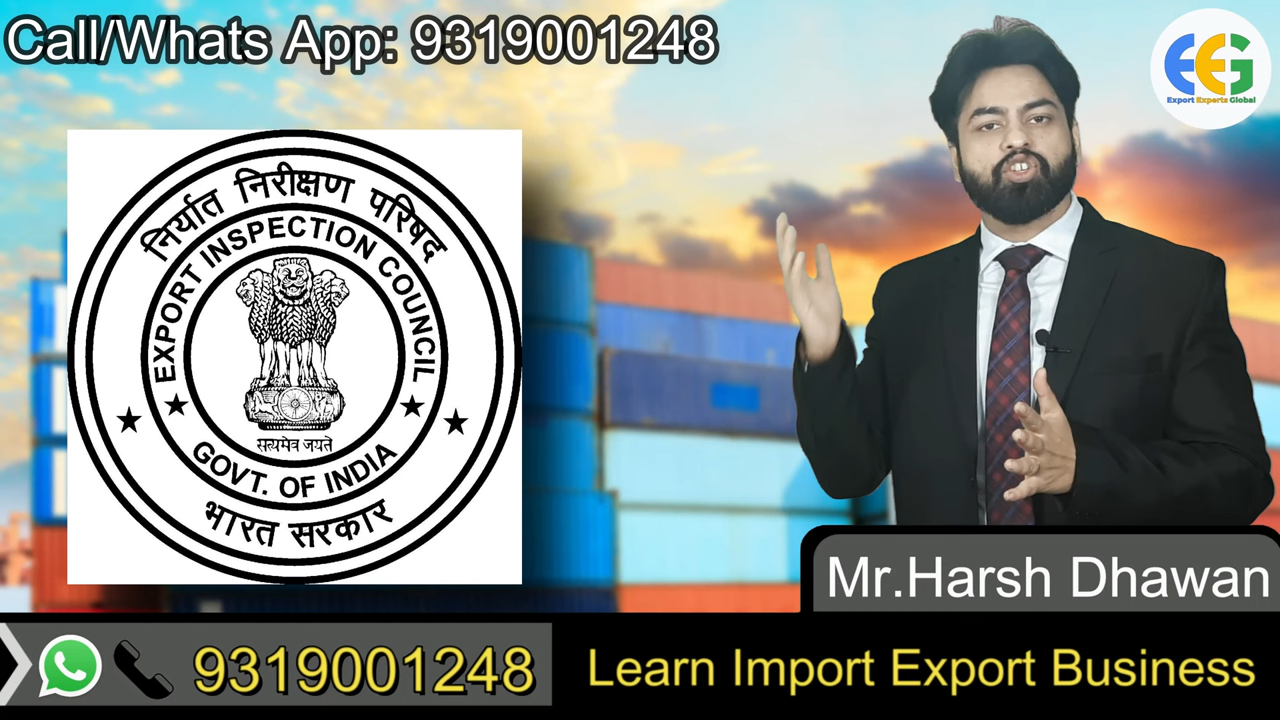 Call/Whats App: 9319001248
EEG
Export Experts Global
निर्यात निरीक्षण परिषद
EXPORT INSPECTION COUNCIL
सत्यमेव जयते
GOVT. OF INDIA
भारत सरकार
Mr.Harsh Dhawan
9319001248
Learn Import Export Business